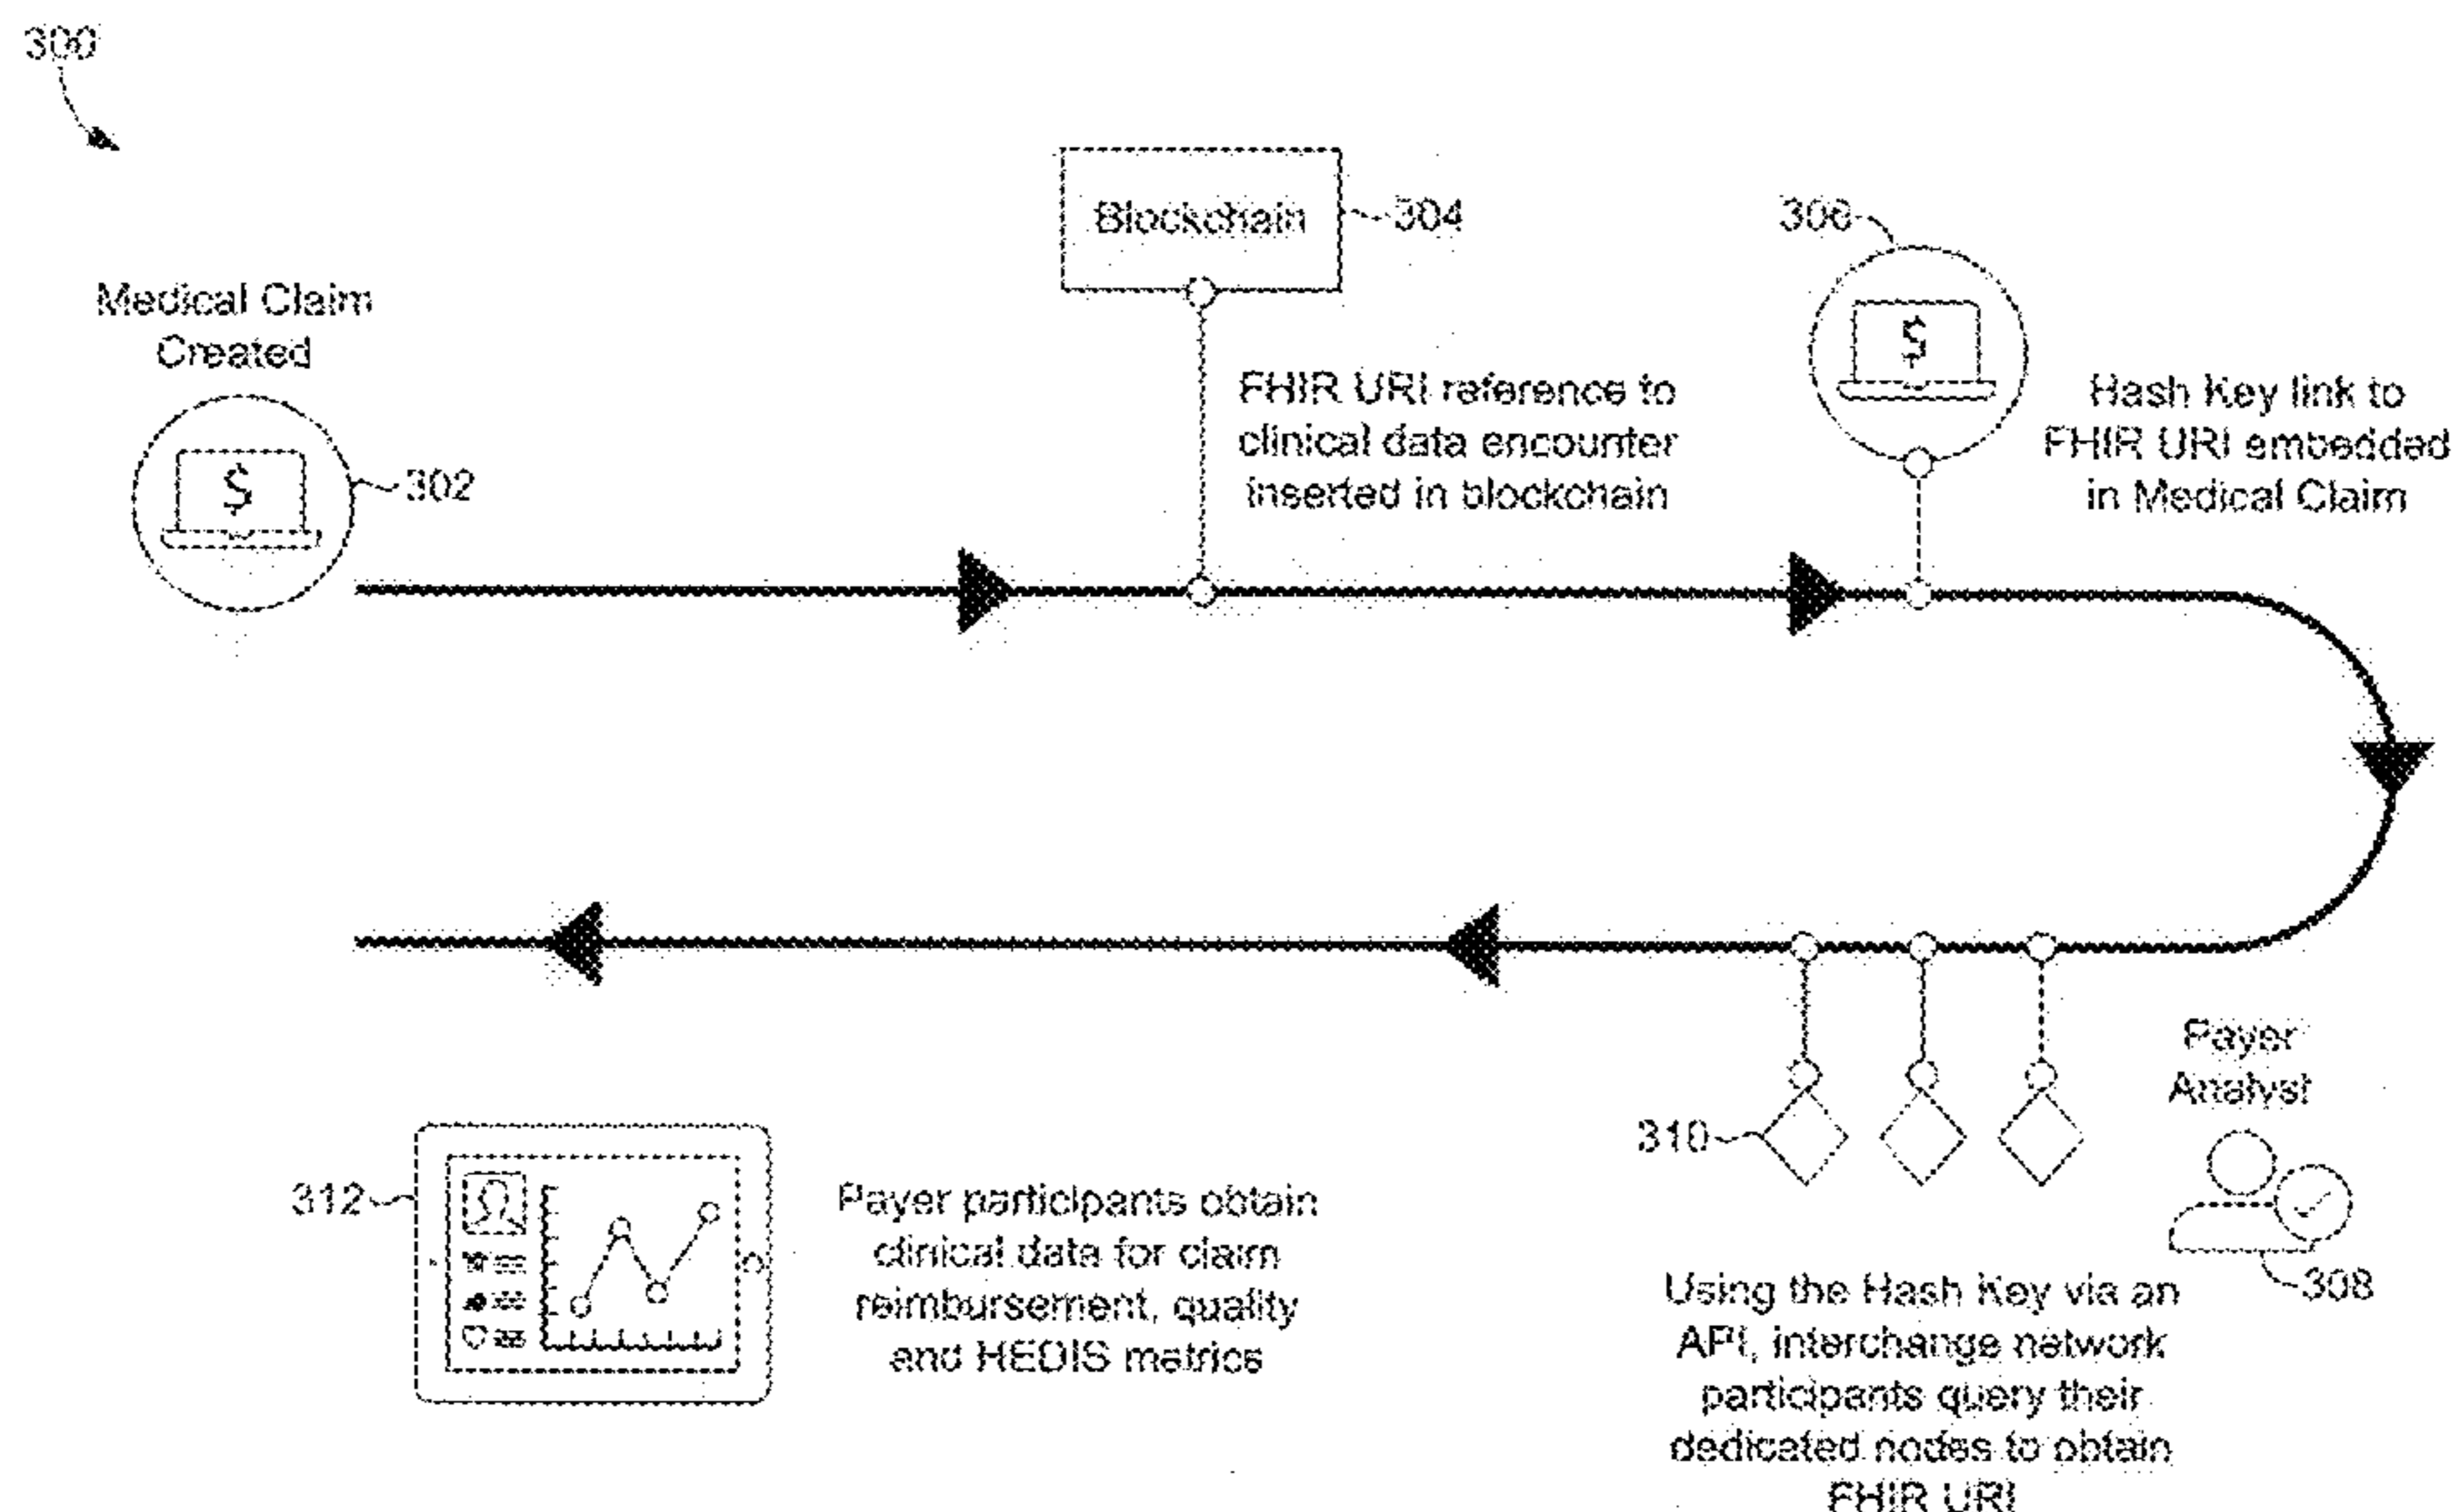 300
Blockchain
304
306
Medical Claim
Created
$
302
FHIR URI reference to
clinical data encounter
inserted in blockchain
$
Hash Key link to
FHIR URI embedded
in Medical Claim
Payer
Analyst
310
308
312
Payer participants obtain
clinical data for claim
reimbursement, quality
and HEDIS metrics
Using the Hash Key via an
API, interchange network
participants query their
dedicated nodes to obtain
FHIR URI